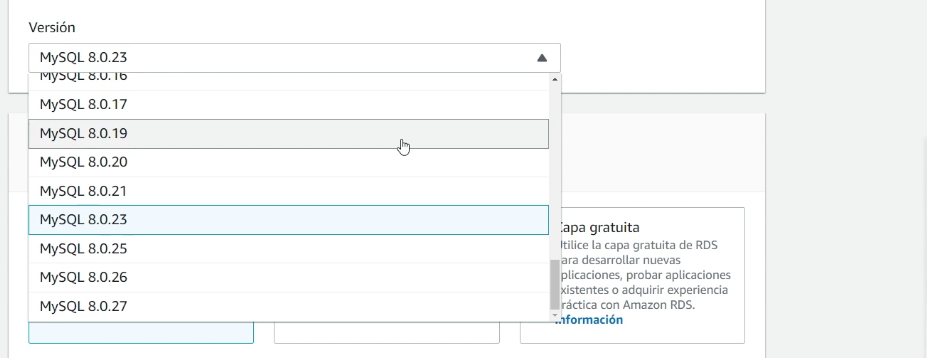 Versión
MySQL 8.0.23
MySQL 8.0.16
MySQL 8.0.17
MySQL 8.0.19
MySQL 8.0.20
MySQL 8.0.21
MySQL 8.0.23
MySQL 8.0.25
MySQL 8.0.26
MySQL 8.0.27
Capa gratuita
Utilice la capa gratuita de RDS
para desarrollar nuevas
aplicaciones, probar aplicaciones
existentes o adquirir experiencia
práctica con Amazon RDS.
Información